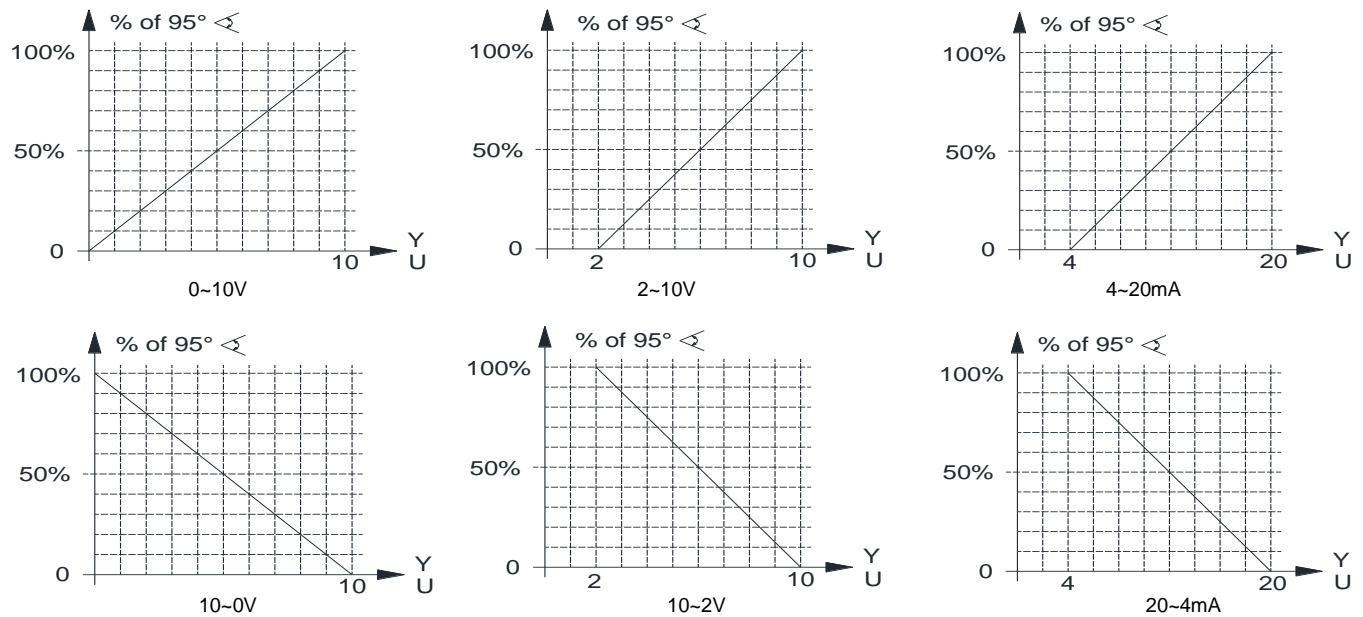 % of 95° ∢
100%
50%
0
10
Y
U
0~10V
% of 95° ∢
100%
50%
0
2
10
Y
U
2~10V
% of 95° ∢
100%
50%
0
4
20
Y
U
4~20mA
% of 95° ∢
100%
50%
0
10
Y
U
10~0V
% of 95° ∢
100%
50%
0
2
10
Y
U
10~2V
% of 95° ∢
100%
50%
0
4
20
Y
U
20~4mA